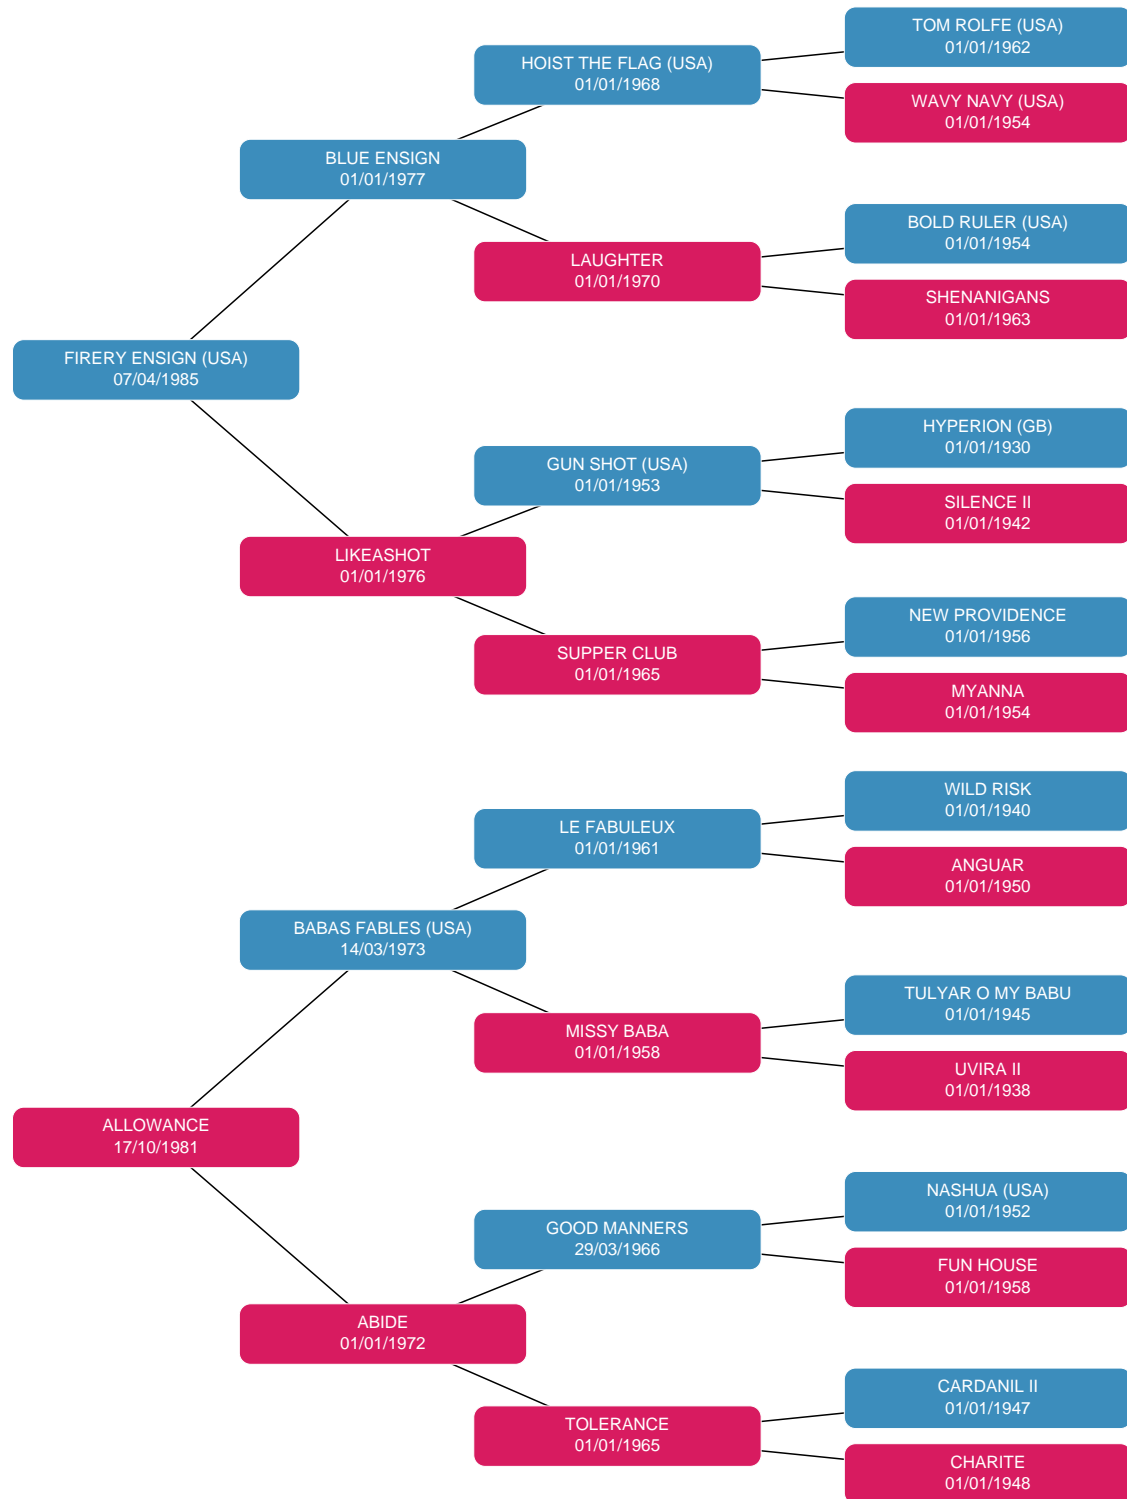 TOM ROLFE (USA)
01/01/1962
HOIST THE FLAG (USA)
01/01/1968
WAVY NAVY (USA)
01/01/1954
BLUE ENSIGN
01/01/1977
BOLD RULER (USA)
01/01/1954
LAUGHTER
01/01/1970
SHENANIGANS
01/01/1963
FIRERY ENSIGN (USA)
07/04/1985
HYPERION (GB)
01/01/1930
GUN SHOT (USA)
01/01/1953
SILENCE II
01/01/1942
LIKEASHOT
01/01/1976
NEW PROVIDENCE
01/01/1956
SUPPER CLUB
01/01/1965
MYANNA
01/01/1954
WILD RISK
01/01/1940
LE FABULEUX
01/01/1961
ANGUAR
01/01/1950
BABAS FABLES (USA)
14/03/1973
TULYAR O MY BABU
01/01/1945
MISSY BABA
01/01/1958
UVIRA II
01/01/1938
ALLOWANCE
17/10/1981
NASHUA (USA)
01/01/1952
GOOD MANNERS
29/03/1966
FUN HOUSE
01/01/1958
ABIDE
01/01/1972
CARDANIL II
01/01/1947
TOLERANCE
01/01/1965
CHARITE
01/01/1948